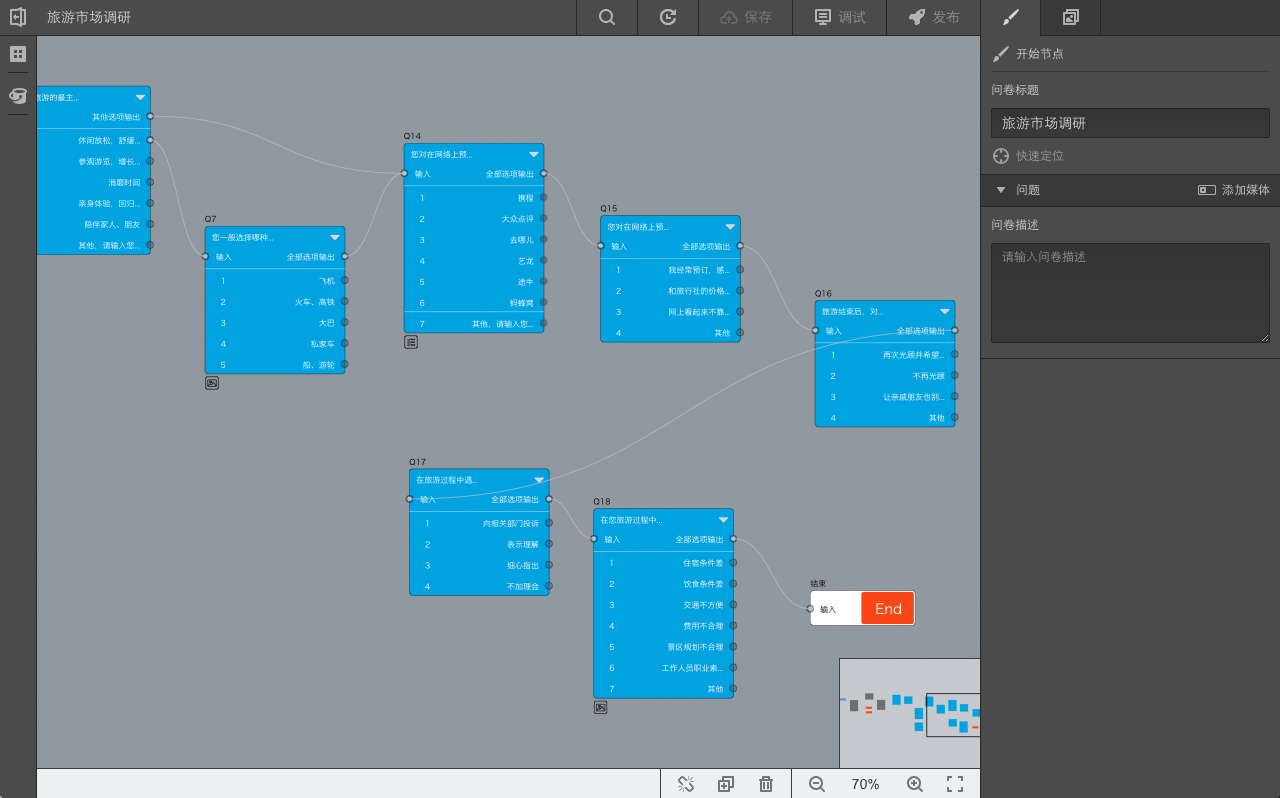 旅游市场调研
保存
调试
发布
开始节点
问卷标题
旅游市场调研
快速定位
问题
添加媒体
问卷描述
请输入问卷描述
旅游的最主...
其他选项输出
休闲放松，舒缓...
参观游览，增长...
消磨时间
亲身体验，回归...
陪伴家人、朋友
其他，请输入您...
Q7
您一般选择哪种...
输入 全部选项输出
1 飞机
2 火车、高铁
3 大巴
4 私家车
5 船、游轮
Q14
您对在网络上预...
输入 全部选项输出
1 携程
2 大众点评
3 去哪儿
4 艺龙
5 途牛
6 蚂蜂窝
7 其他，请输入您...
Q15
您对在网络上预...
输入 全部选项输出
1 我经常预订，感...
2 和旅行社的价格...
3 网上看起来不靠...
4 其他
Q16
旅游结束后，对...
输入 全部选项输出
1 再次光顾并希望...
2 不再光顾
3 让亲戚朋友也别...
4 其他
Q17
在旅游过程中遇...
输入 全部选项输出
1 向相关部门投诉
2 表示理解
3 细心指出
4 不加理会
Q18
在您旅游过程中...
输入 全部选项输出
1 住宿条件差
2 饮食条件差
3 交通不方便
4 费用不合理
5 景区规划不合理
6 工作人员职业素...
7 其他
结束
输入 End
70%